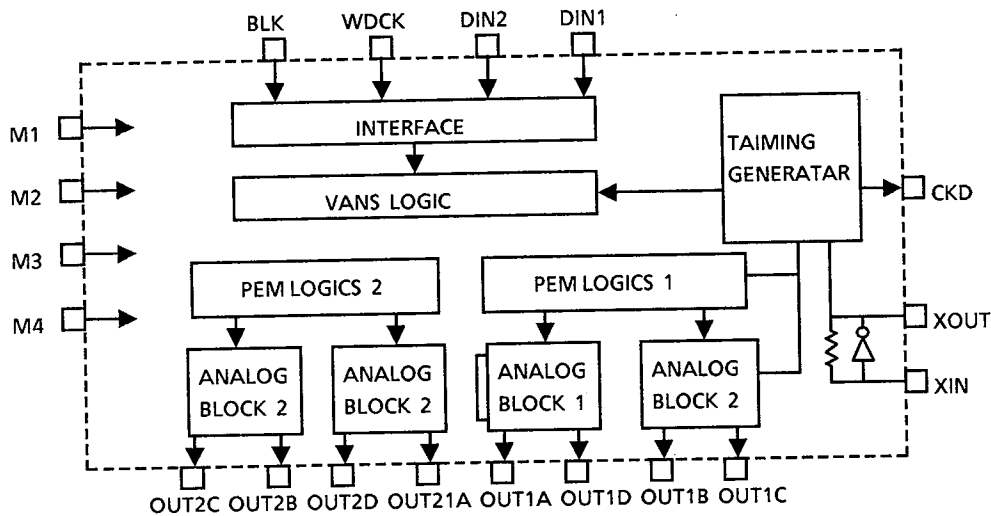 BLK WDCK DIN2 DIN1
INTERFACE
M1
TAIMING
GENERATAR
M2
VANS LOGIC
CKD
M3
PEM LOGICS 2
PEM LOGICS 1
M4
XOUT
ANALOG
BLOCK 2
ANALOG
BLOCK 2
ANALOG
BLOCK 1
ANALOG
BLOCK 2
XIN
OUT2C OUT2B OUT2D OUT21A OUT1A OUT1D OUT1B OUT1C